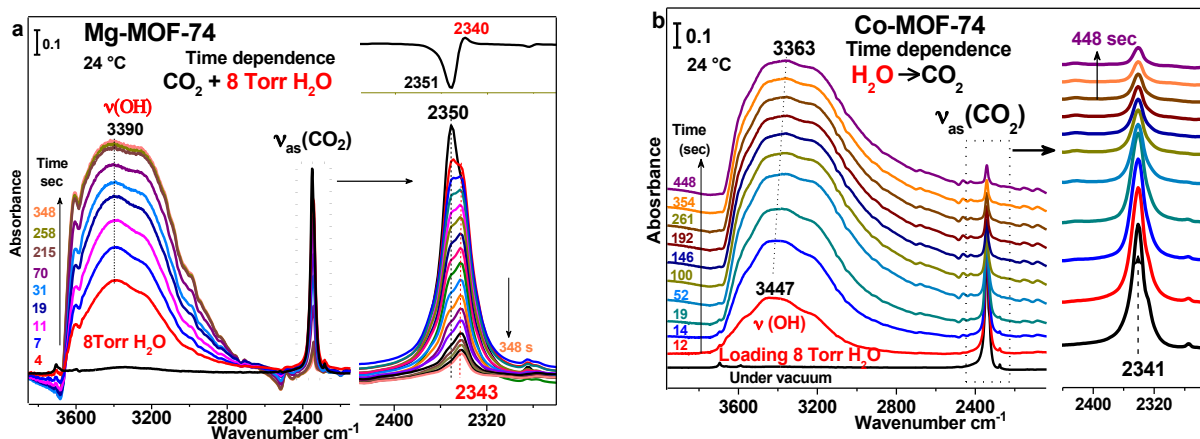 a
0.1
Mg-MOF-74
24 °C
Time dependence
CO2 + 8 Torr H2O
ν(OH)
3390
νas(CO2)
Time
sec
348
258
215
70
31
19
11
7
4
8Torr H2O
Absorbance
3600
3200
2800
2400
Wavenumber cm-1
2340
2351
2350
348 s
2343
2400
2320
b
0.1
Co-MOF-74
24 °C
3363
Time dependence
H2O→CO2
νas(CO2)
Time
(sec)
448
354
261
192
146
100
52
19
14
12
3447
ν (OH)
Loading 8 Torr H2O
Under vacuum
Abosrbance
3600
3200
2800
2400
Wavenumber cm-1
448 sec
2341
2400
2320